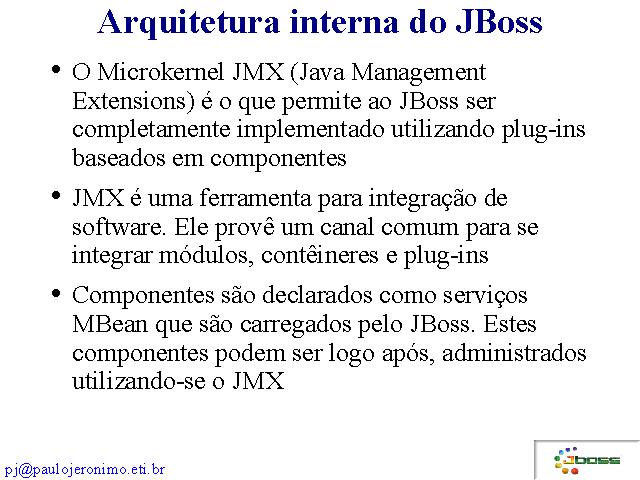 Arquitetura interna do JBoss
• O Microkernel JMX (Java Management
Extensions) é o que permite ao JBoss ser
completamente implementado utilizando plug-ins
baseados em componentes
• JMX é uma ferramenta para integração de
software. Ele provê um canal comum para se
integrar módulos, contêineres e plug-ins
• Componentes são declarados como serviços
MBean que são carregados pelo JBoss. Estes
componentes podem ser logo após, administrados
utilizando-se o JMX
pj@paulojeronimo.eti.br
JBoss